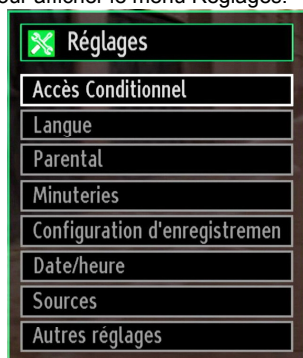 our afficher le menu Réglages.
Réglages
Accès Conditionnel
Langue
Parental
Minuteries
Configuration d'enregistremen
Date/heure
Sources
Autres réglages